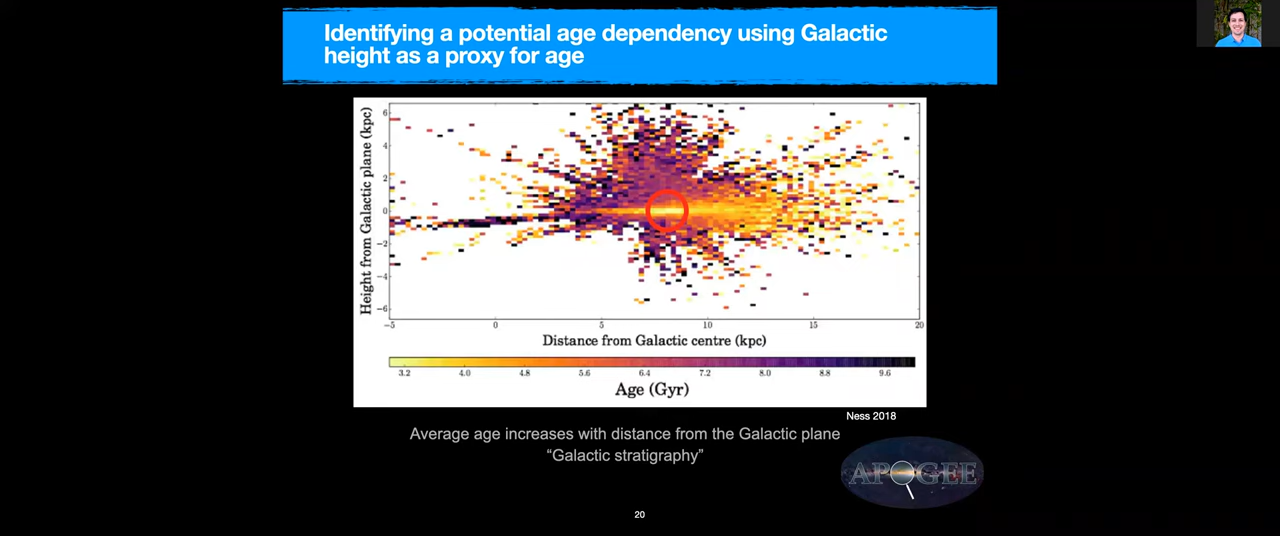 Identifying a potential age dependency using Galactic
height as a proxy for age
Height from Galactic plane (kpc)
6
4
2
0
−2
−4
−6
−5 0 5 10 15 20
Distance from Galactic centre (kpc)
3.2 4.0 4.8 5.6 6.4 7.2 8.0 8.8 9.6
Age (Gyr)
Ness 2018
Average age increases with distance from the Galactic plane
“Galactic stratigraphy”
APOGEE
20